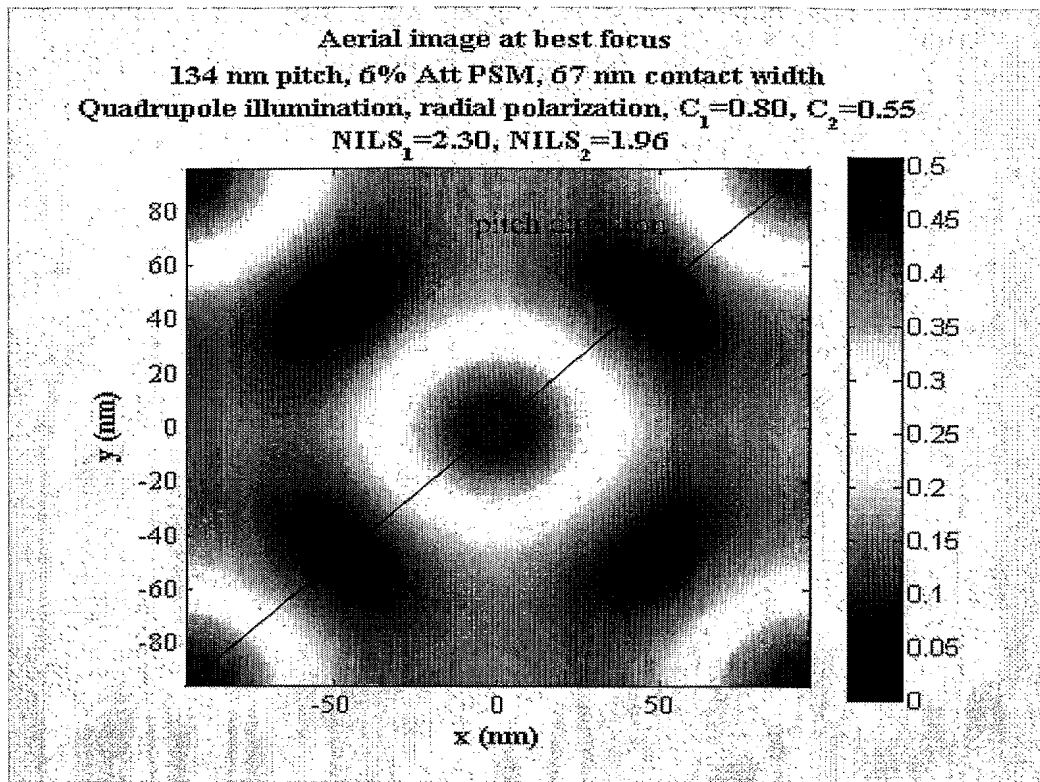 Aerial image at best focus
134 nm pitch, 6% Att PSM, 67 nm contact width
Quadrupole illumination, radial polarization, C₁=0.80, C₂=0.55
NILS₁=2.30, NILS₂=1.96
pitch direction
80
60
40
20
0
-20
-40
-60
-80
y (nm)
-50 0 50
x (nm)
0.5
0.45
0.4
0.35
0.3
0.25
0.2
0.15
0.1
0.05
0